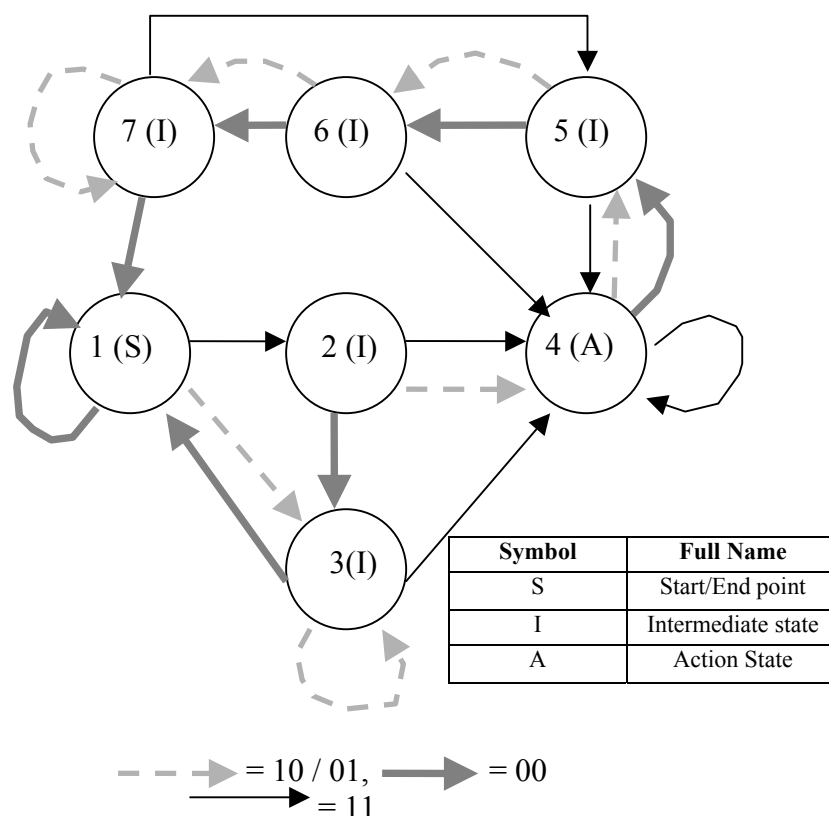 7 (I) 6 (I) 5 (I)
1 (S) 2 (I) 4 (A)
3(I)
Symbol Full Name
S Start/End point
I Intermediate state
A Action State
= 10 / 01, = 00
= 11